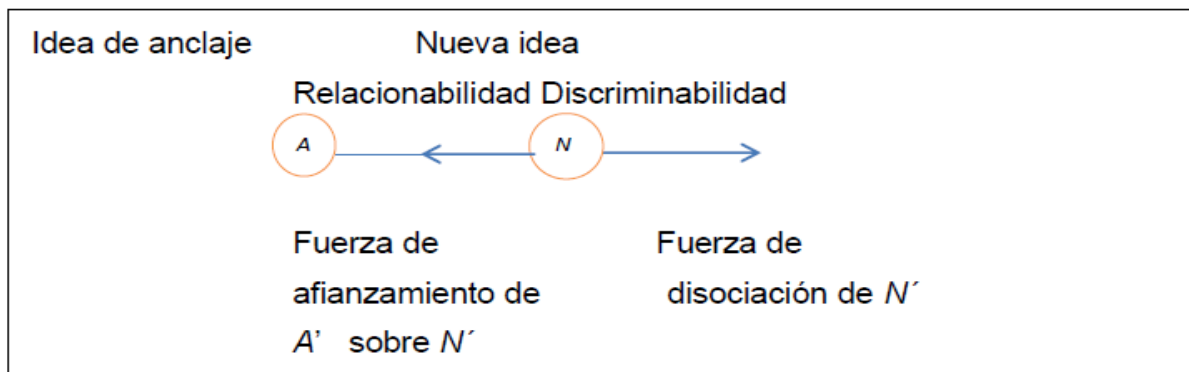 Idea de anclaje Nueva idea
Relacionabilidad Discriminabilidad
A N
Fuerza de Fuerza de
afianzamiento de disociación de N´
A’ sobre N´